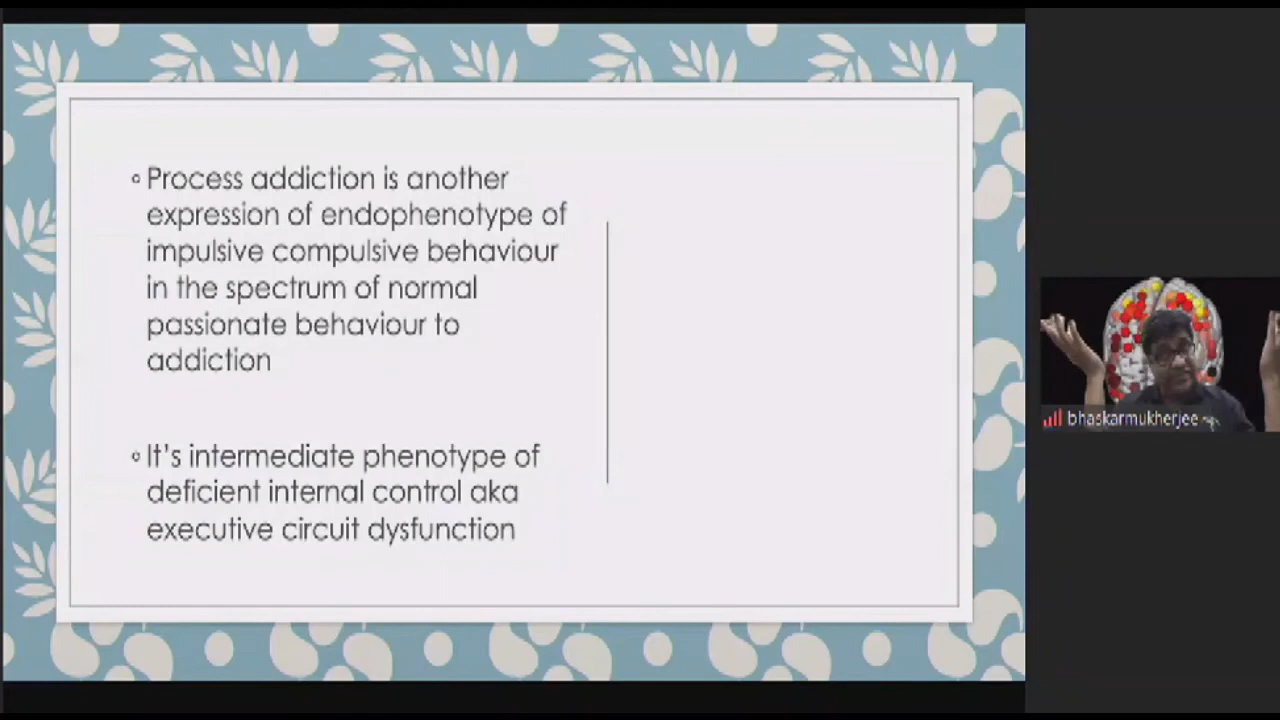 Process addiction is another
expression of endophenotype of
impulsive compulsive behaviour
in the spectrum of normal
passionate behaviour to
addiction
It's intermediate phenotype of
deficient internal control aka
executive circuit dysfunction
bhaskarmukherjee